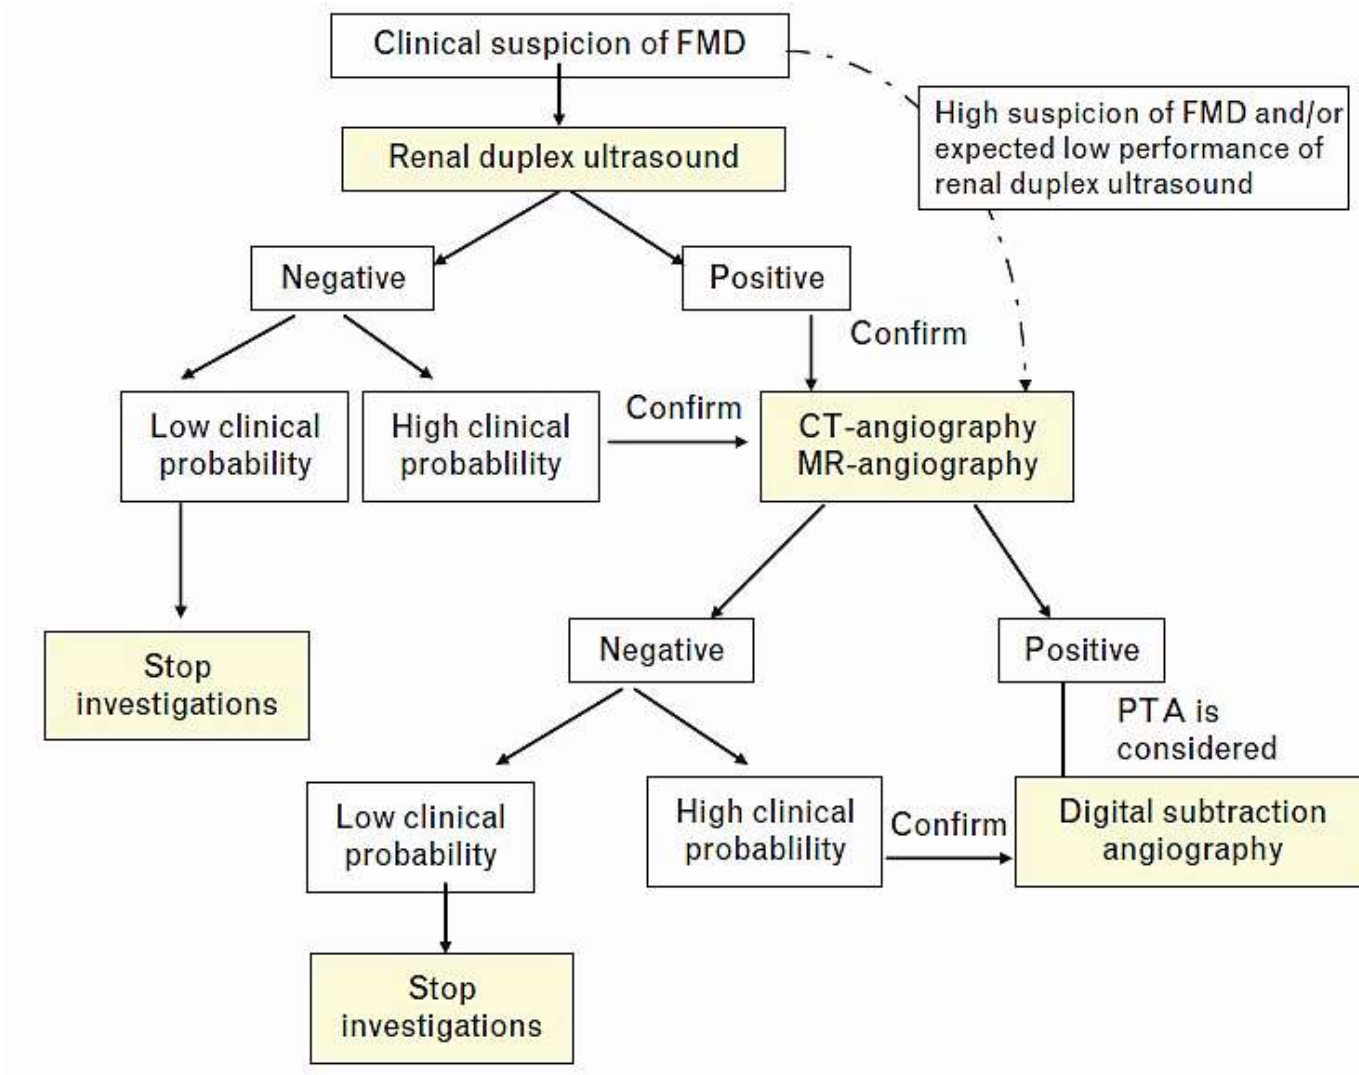 Clinical suspicion of FMD
High suspicion of FMD and/or
expected low performance of
renal duplex ultrasound
Renal duplex ultrasound
Negative
Positive
Confirm
Low clinical
probability
High clinical
probablility
Confirm
CT-angiography
MR-angiography
Stop
investigations
Negative
Positive
PTA is
considered
Low clinical
probability
High clinical
probablility
Confirm
Digital subtraction
angiography
Stop
investigations